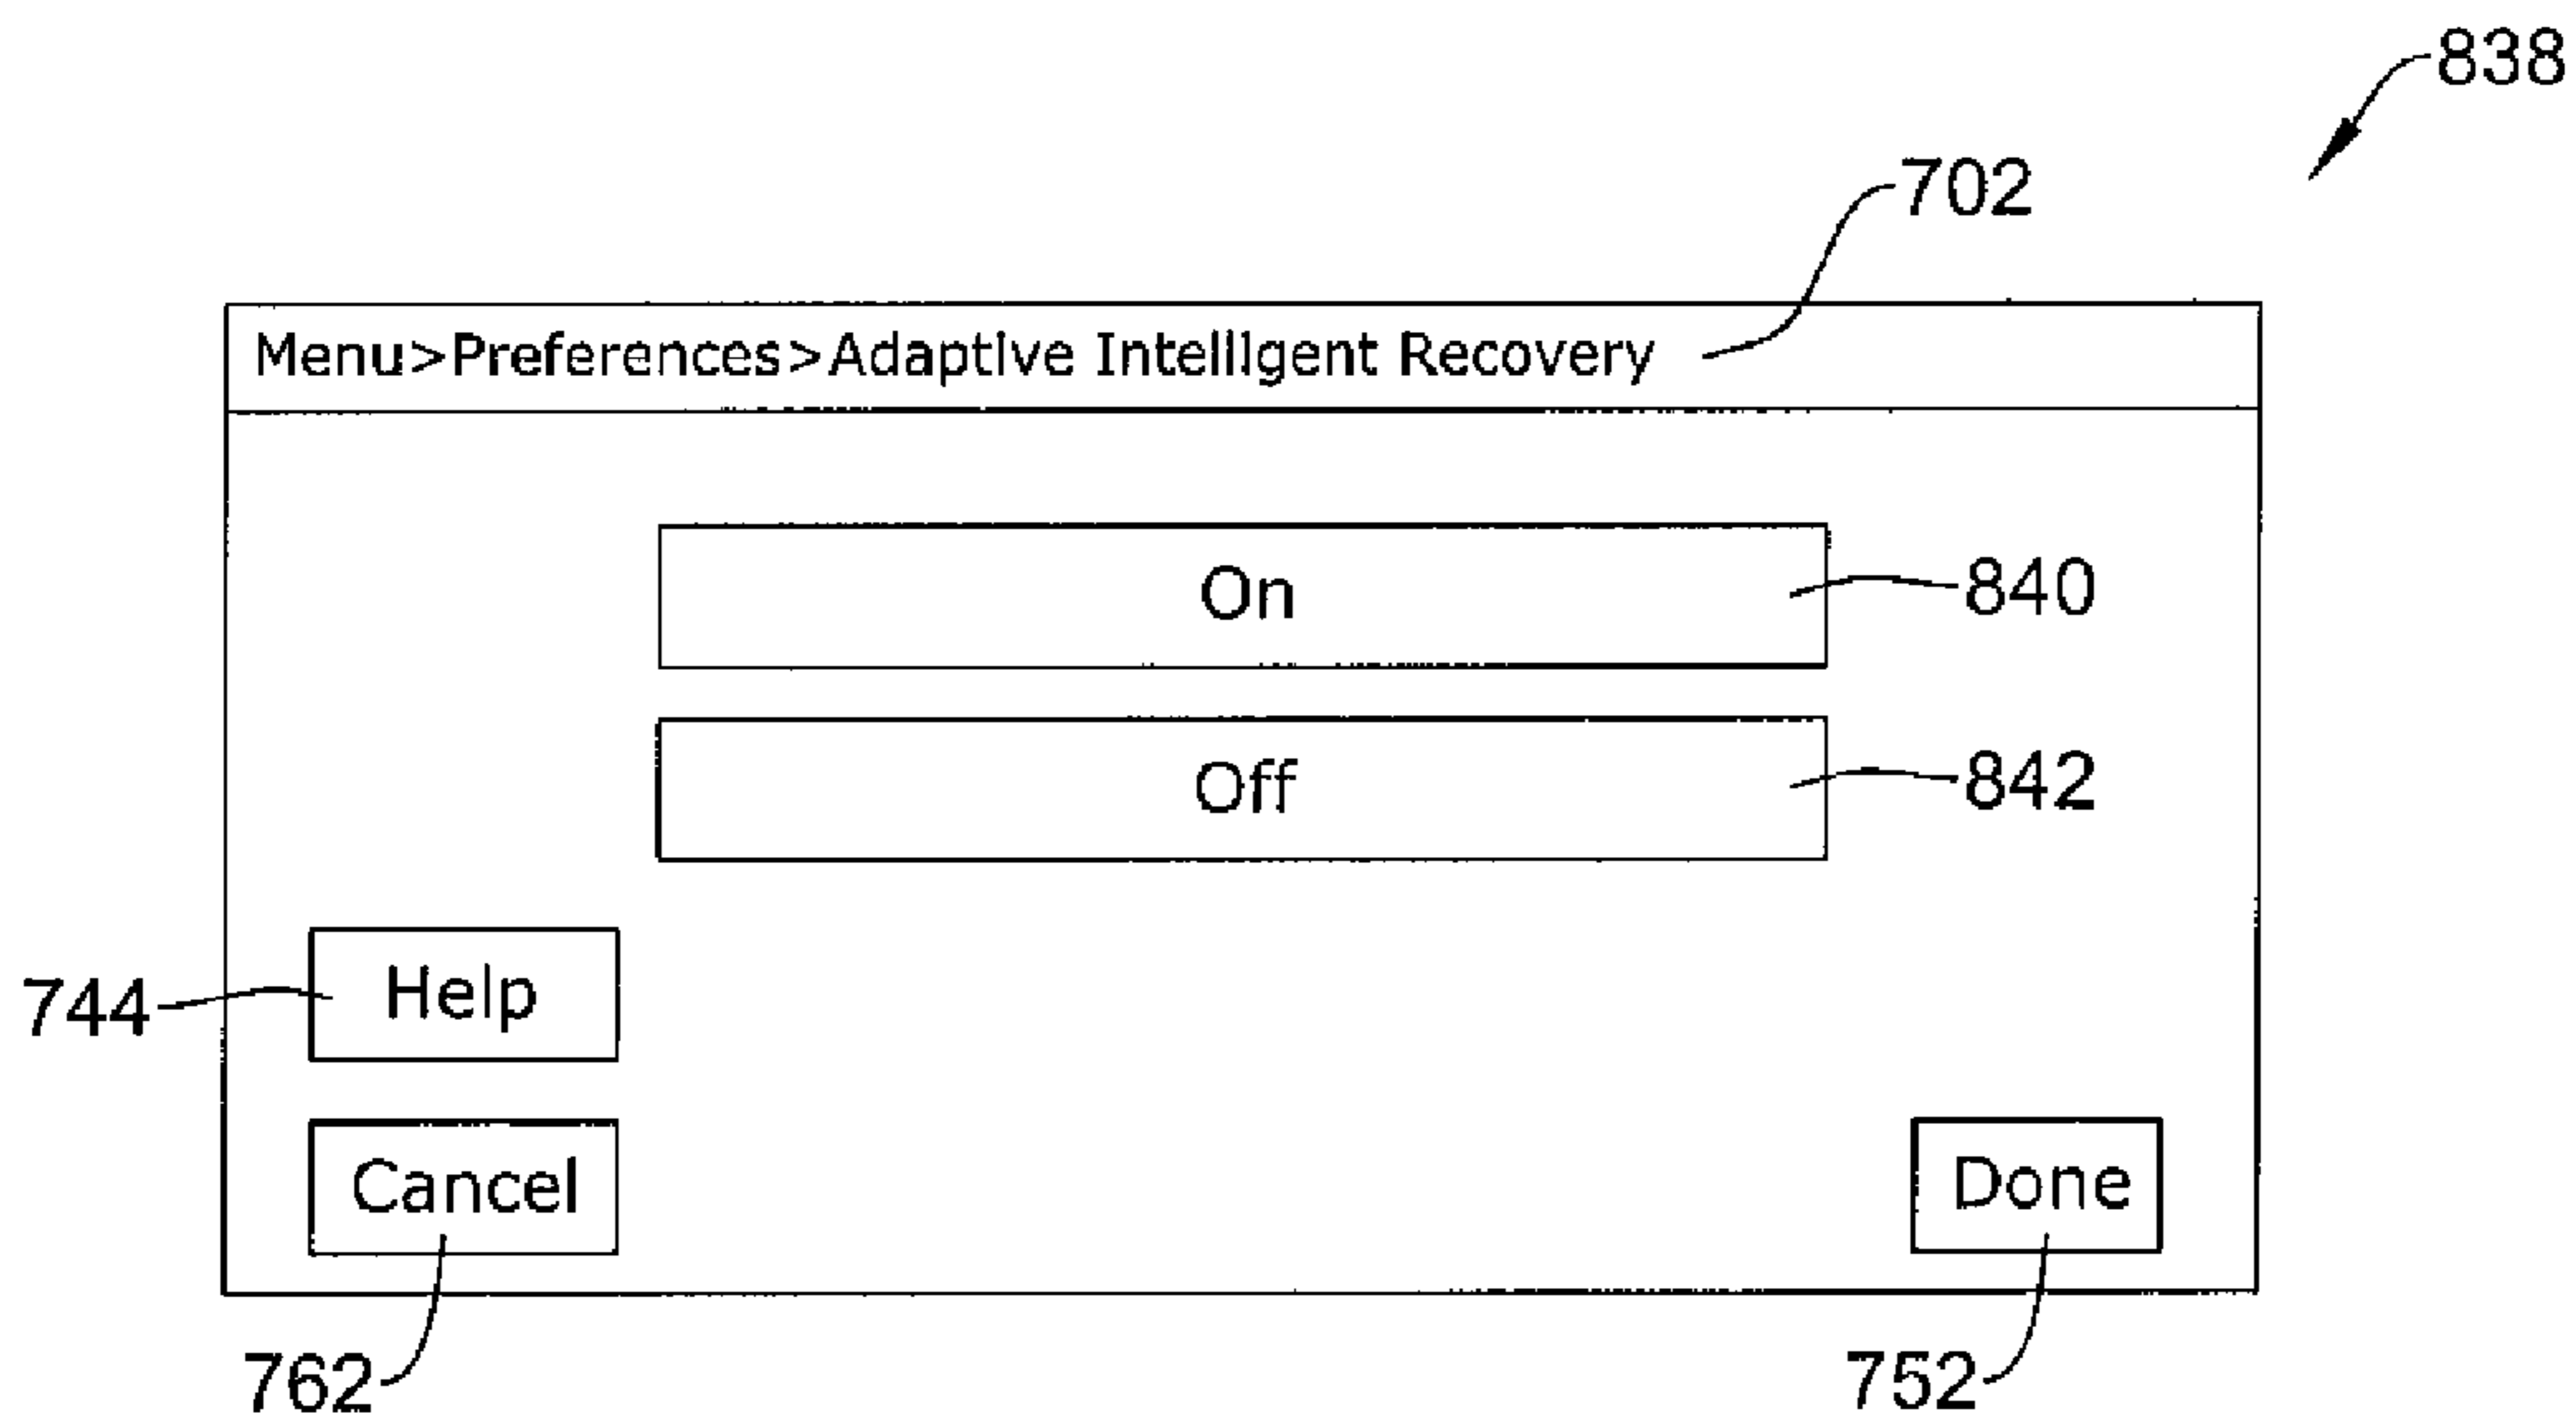 838
702
Menu>Preferences>Adaptive Intelligent Recovery
On
840
Off
842
Help
744
Cancel
Done
762
752